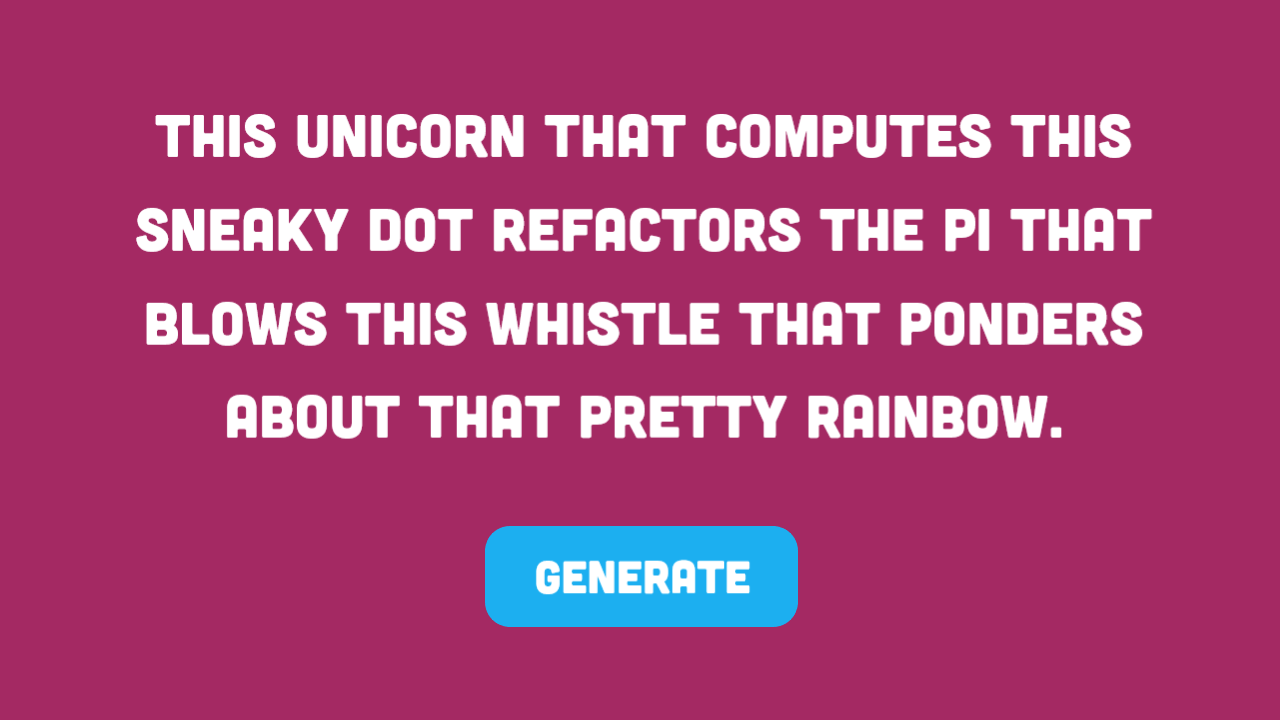 THIS UNICORN THAT COMPUTES THIS
SNEAKY DOT REFACTORS THE PI THAT
BLOWS THIS WHISTLE THAT PONDERS
ABOUT THAT PRETTY RAINBOW.
GENERATE